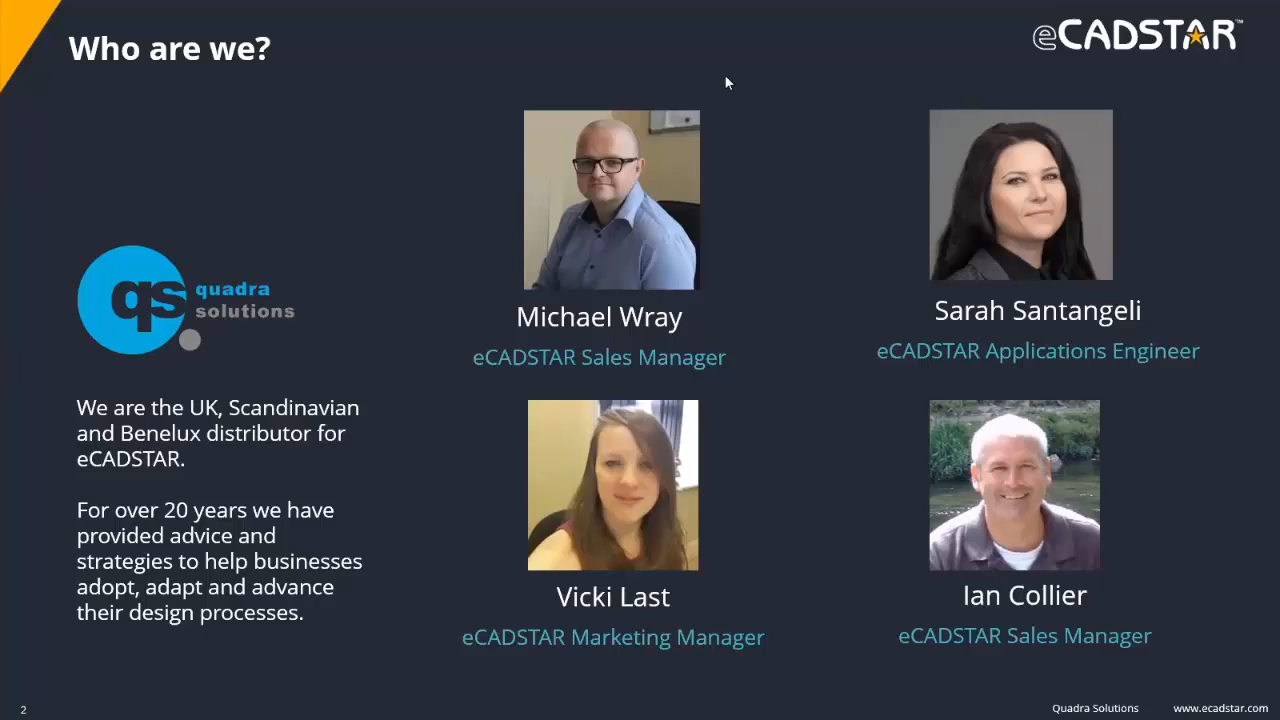 Who are we?
eCADSTAR™
qs quadra
solutions
We are the UK, Scandinavian
and Benelux distributor for
eCADSTAR.
For over 20 years we have
provided advice and
strategies to help businesses
adopt, adapt and advance
their design processes.
Michael Wray
eCADSTAR Sales Manager
Sarah Santangeli
eCADSTAR Applications Engineer
Vicki Last
eCADSTAR Marketing Manager
Ian Collier
eCADSTAR Sales Manager
2
Quadra Solutions www.ecadstar.com